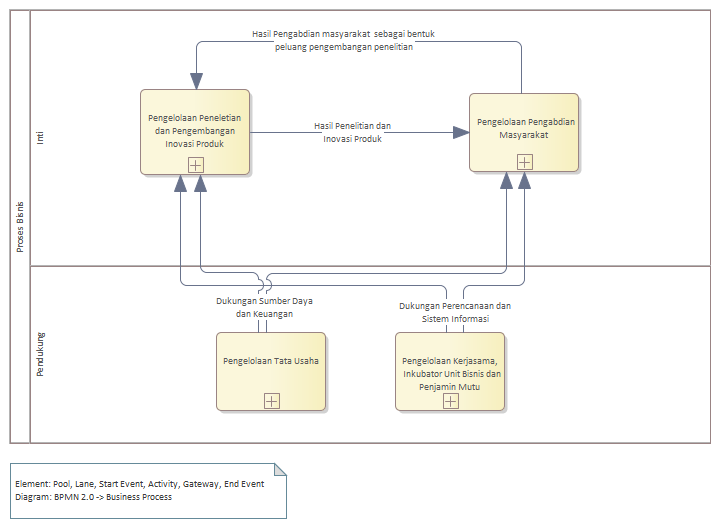 Proses Bisnis
Inti
Hasil Pengabdian masyarakat sebagai bentuk
peluang pengembangan penelitian
Pengelolaan Peneletian
dan Pengembangan
Inovasi Produk
Hasil Penelitian dan
Inovasi Produk
Pengelolaan Pengabdian
Masyarakat
Pendukung
Dukungan Sumber Daya
dan Keuangan
Dukungan Perencanaan dan
Sistem Informasi
Pengelolaan Tata Usaha
Pengelolaan Kerjasama,
Inkubator Unit Bisnis dan
Penjamin Mutu
Element: Pool, Lane, Start Event, Activity, Gateway, End Event
Diagram: BPMN 2.0 -> Business Process